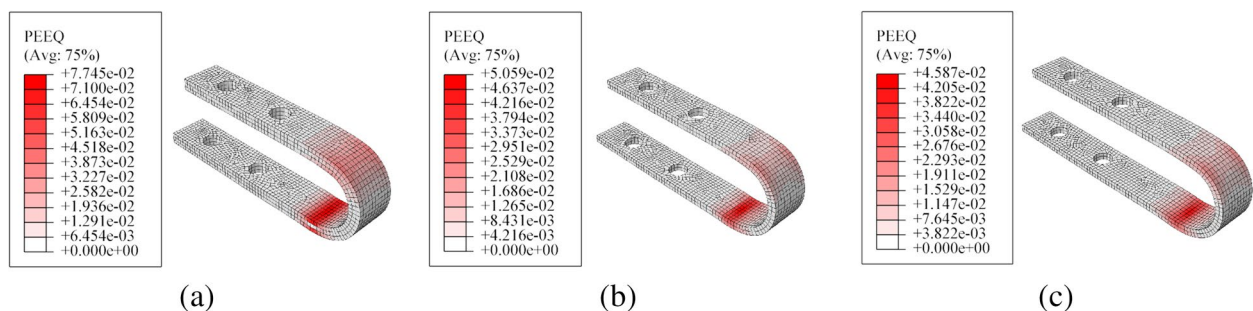 PEEQ
(Avg: 75%)
+7.745e-02
+7.100e-02
+6.454e-02
+5.809e-02
+5.163e-02
+4.518e-02
+3.873e-02
+3.227e-02
+2.582e-02
+1.936e-02
+1.291e-02
+6.454e-03
+0.000e+00
(a)
PEEQ
(Avg: 75%)
+5.059e-02
+4.637e-02
+4.216e-02
+3.794e-02
+3.373e-02
+2.951e-02
+2.529e-02
+2.108e-02
+1.686e-02
+1.265e-02
+8.431e-03
+4.216e-03
+0.000e+00
(b)
PEEQ
(Avg: 75%)
+4.587e-02
+4.205e-02
+3.822e-02
+3.440e-02
+3.058e-02
+2.676e-02
+2.293e-02
+1.911e-02
+1.529e-02
+1.147e-02
+7.645e-03
+3.822e-03
+0.000e+00
(c)